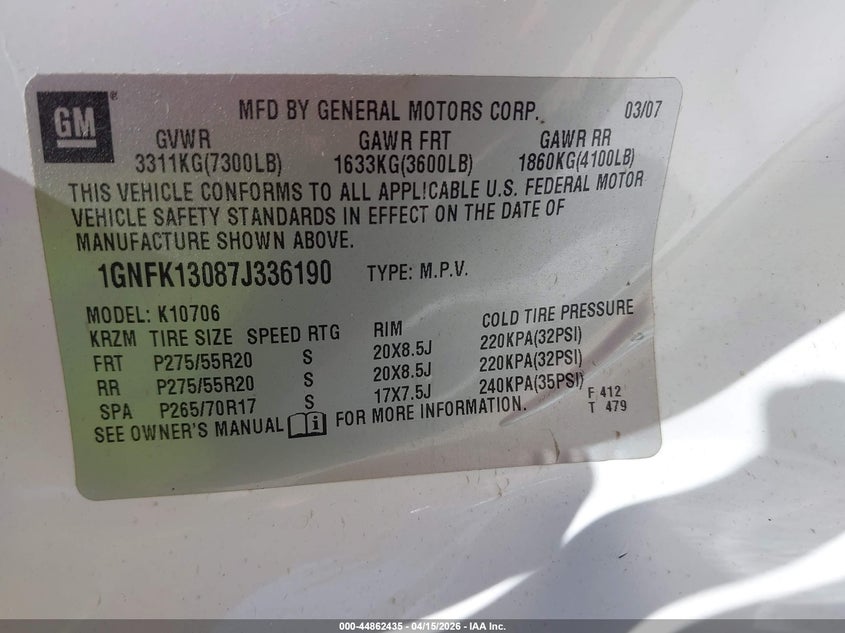 GM® MFD BY GENERAL MOTORS CORP. 03/07
GVWR GAWR FRT GAWR RR
3311KG(7300LB) 1633KG(3600LB) 1860KG(4100LB)
THIS VEHICLE CONFORMS TO ALL APPLICABLE U.S. FEDERAL MOTOR
VEHICLE SAFETY STANDARDS IN EFFECT ON THE DATE OF
MANUFACTURE SHOWN ABOVE.
1GNFK13087J336190 TYPE: M.P.V.
MODEL: K10706
KRZM TIRE SIZE SPEED RTG RIM COLD TIRE PRESSURE
FRT P275/55R20 S 20X8.5J 220KPA(32PSI)
RR P275/55R20 S 20X8.5J 220KPA(32PSI)
SPA P265/70R17 S 17X7.5J 240KPA(35PSI)
F 412
T 479
SEE OWNER'S MANUAL FOR MORE INFORMATION.
000-44862435 - 04/15/2026 - IAA Inc.